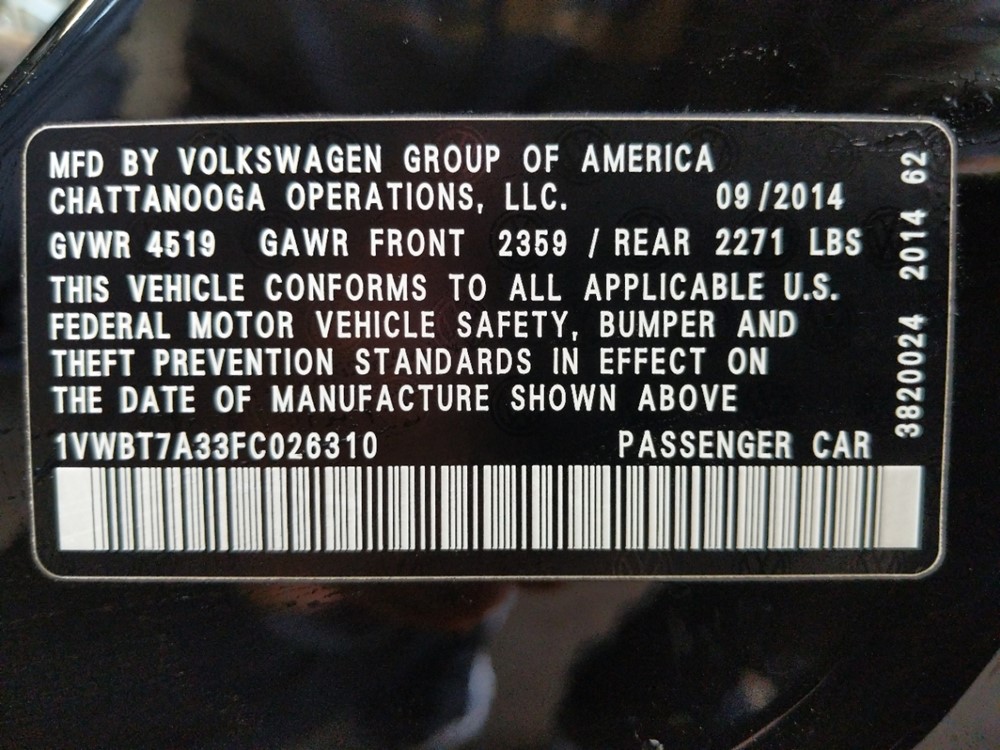 MFD BY VOLKSWAGEN GROUP OF AMERICA
CHATTANOOGA OPERATIONS, LLC. 09/2014
GVWR 4519 GAWR FRONT 2359 / REAR 2271 LBS
THIS VEHICLE CONFORMS TO ALL APPLICABLE U.S.
FEDERAL MOTOR VEHICLE SAFETY, BUMPER AND
THEFT PREVENTION STANDARDS IN EFFECT ON
THE DATE OF MANUFACTURE SHOWN ABOVE
1VWBT7A33FC026310 PASSENGER CAR
3820024 2014 62